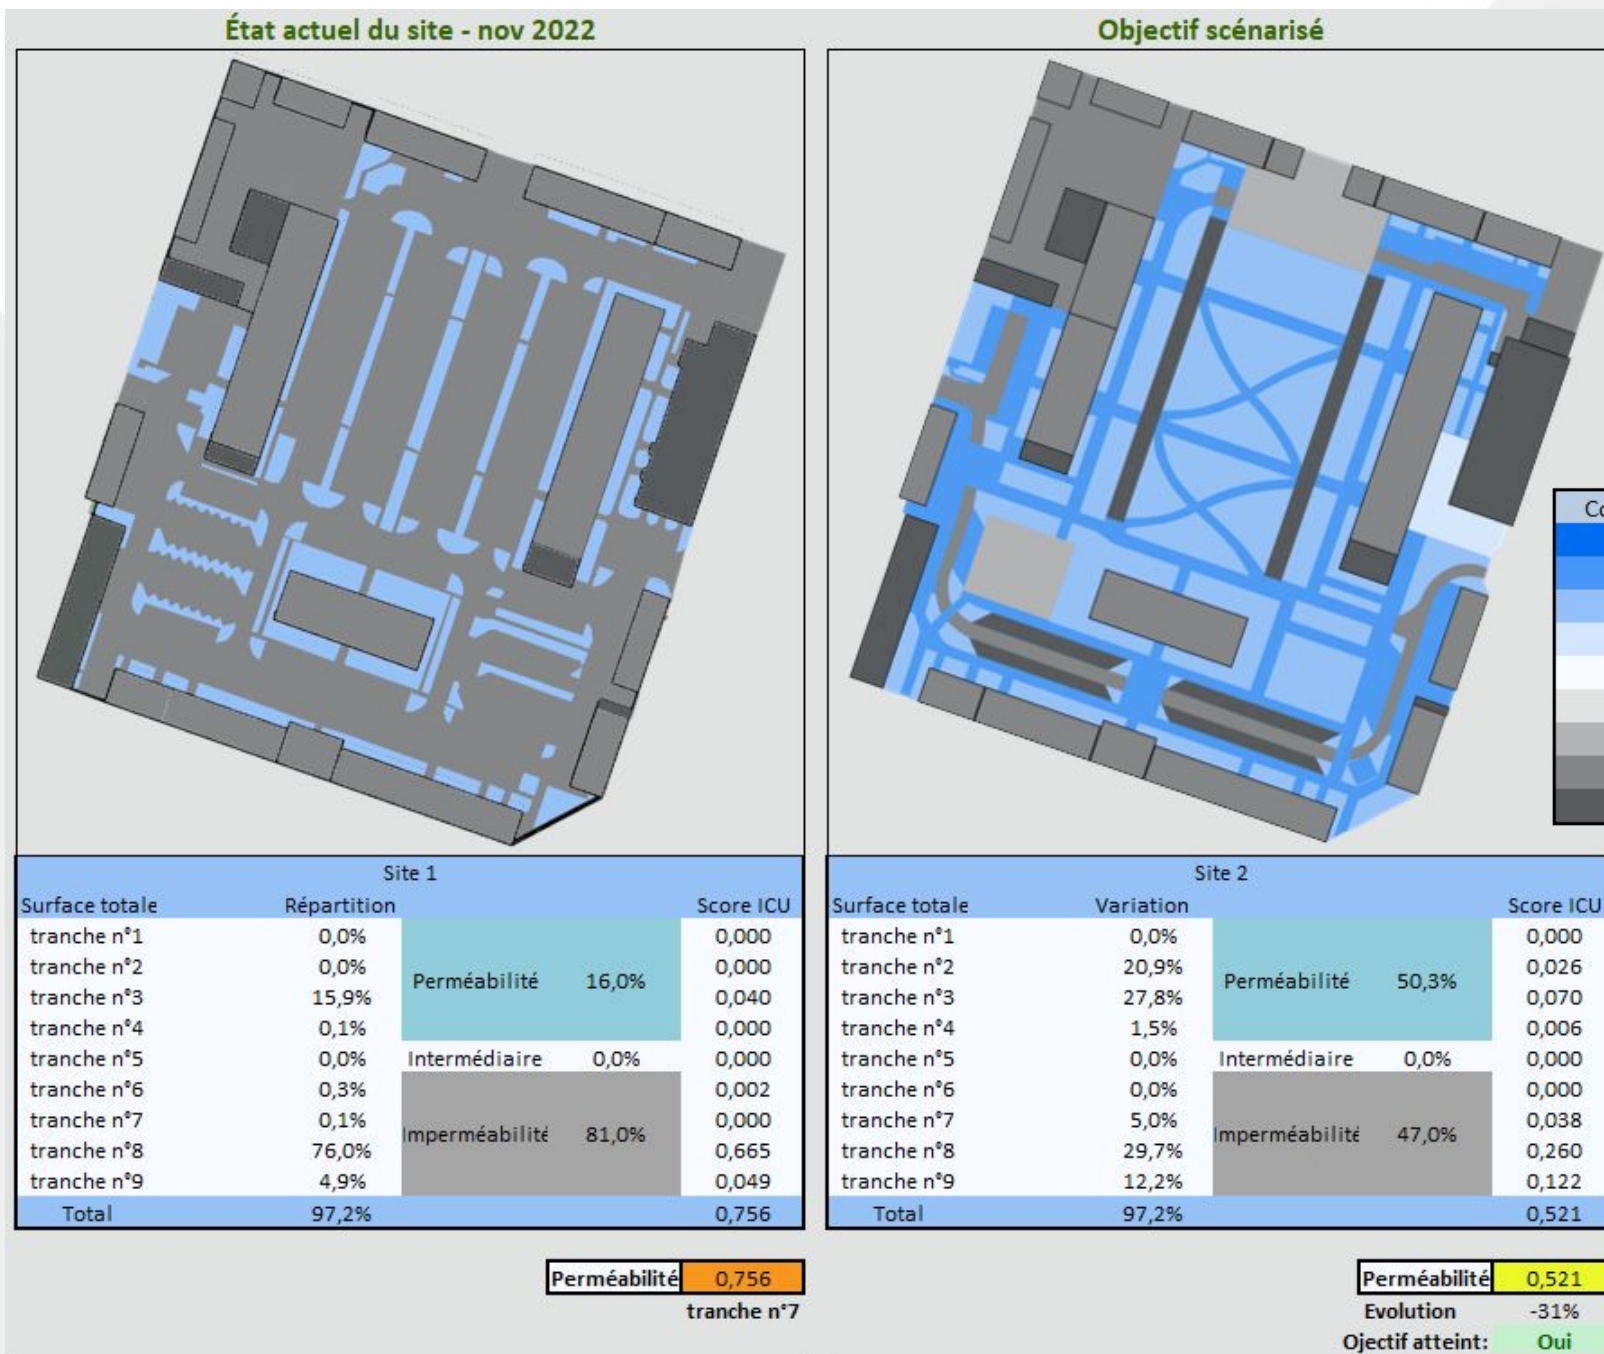 État actuel du site - nov 2022
Objectif scénarisé
Co
Site 1
Surface totale Répartition Score ICU
tranche n°1 0,0% 0,000
tranche n°2 0,0% 0,000
Perméabilité 16,0%
tranche n°3 15,9% 0,040
tranche n°4 0,1% 0,000
tranche n°5 0,0% Intermédiaire 0,0% 0,000
tranche n°6 0,3% 0,002
tranche n°7 0,1% 0,000
Imperméabilité 81,0%
tranche n°8 76,0% 0,665
tranche n°9 4,9% 0,049
Total 97,2% 0,756
Perméabilité 0,756
tranche n°7
Site 2
Surface totale Variation Score ICU
tranche n°1 0,0% 0,000
tranche n°2 20,9% 0,026
Perméabilité 50,3%
tranche n°3 27,8% 0,070
tranche n°4 1,5% 0,006
tranche n°5 0,0% Intermédiaire 0,0% 0,000
tranche n°6 0,0% 0,000
tranche n°7 5,0% 0,038
Imperméabilité 47,0%
tranche n°8 29,7% 0,260
tranche n°9 12,2% 0,122
Total 97,2% 0,521
Perméabilité 0,521
Evolution -31%
Ojectif atteint: Oui